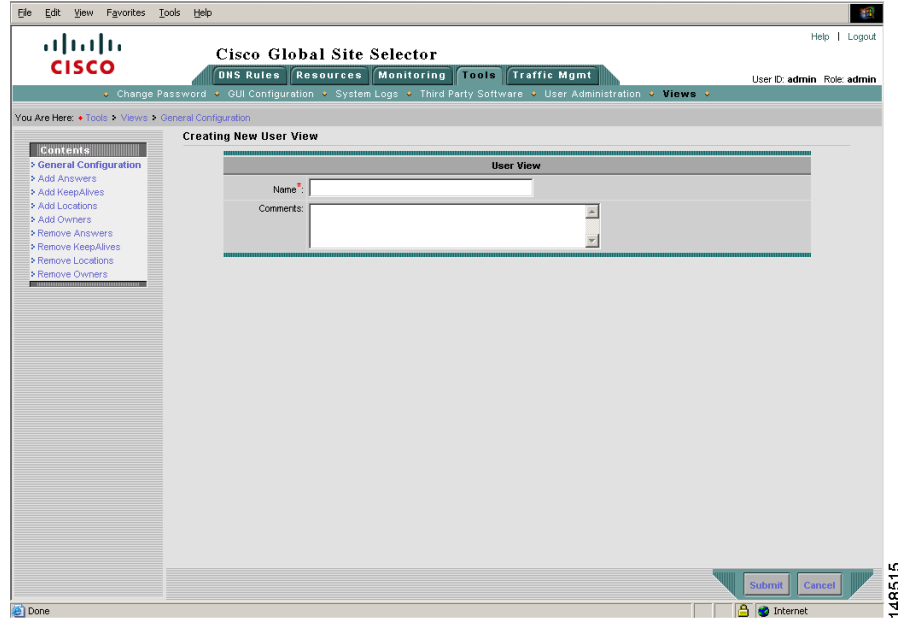 File Edit View Favorites Tools Help
Help | Logout
CISCO
Cisco Global Site Selector
DNS Rules Resources Monitoring Tools Traffic Mgmt
User ID: admin Role: admin
Change Password GUI Configuration System Logs Third Party Software User Administration Views
You Are Here: Tools > Views > General Configuration
Creating New User View
Contents
General Configuration
Add Answers
Add KeepAlives
Add Locations
Add Owners
Remove Answers
Remove KeepAlives
Remove Locations
Remove Owners
User View
Name*:
Comments:
Submit Cancel
Done
Internet
148515